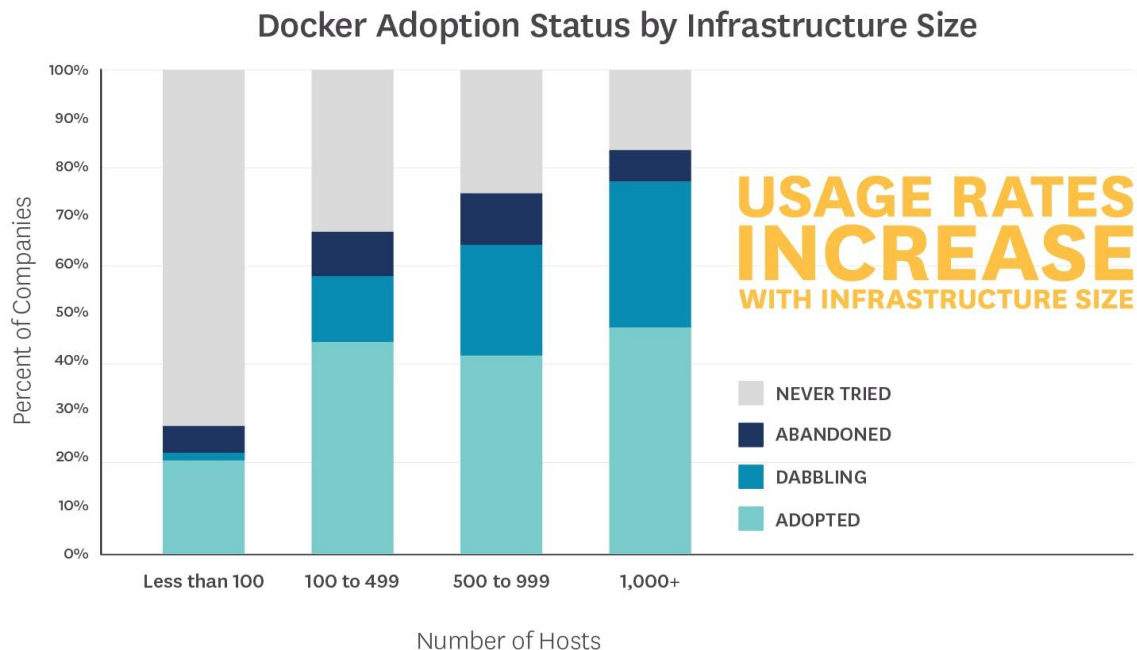 Docker Adoption Status by Infrastructure Size
100%
90%
80%
70%
60%
50%
40%
30%
20%
10%
0%
Percent of Companies
USAGE RATES
INCREASE
WITH INFRASTRUCTURE SIZE
NEVER TRIED
ABANDONED
DABBLING
ADOPTED
Less than 100
100 to 499
500 to 999
1,000+
Number of Hosts